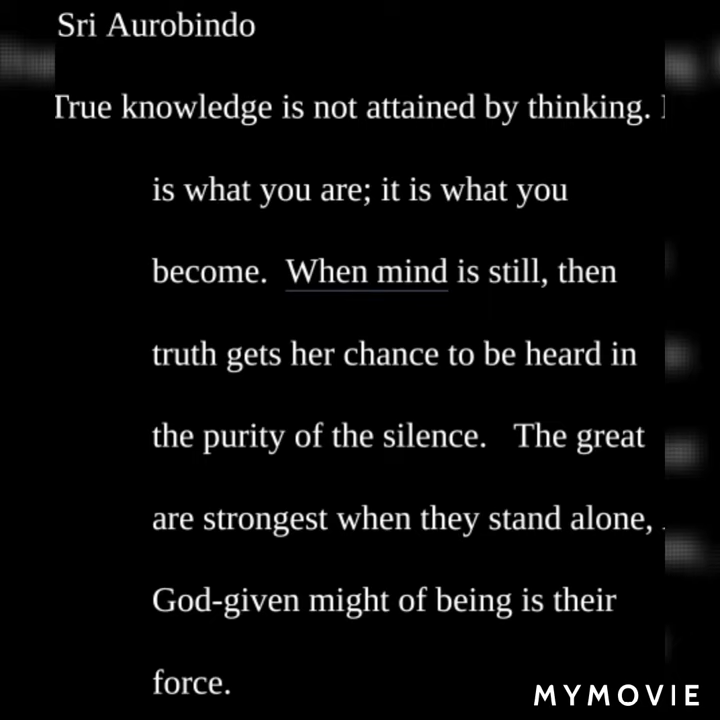 Sri Aurobindo
True knowledge is not attained by thinking.
is what you are; it is what you
become. When mind is still, then
truth gets her chance to be heard in
the purity of the silence. The great
are strongest when they stand alone,
God-given might of being is their
force.
MYMOVIE